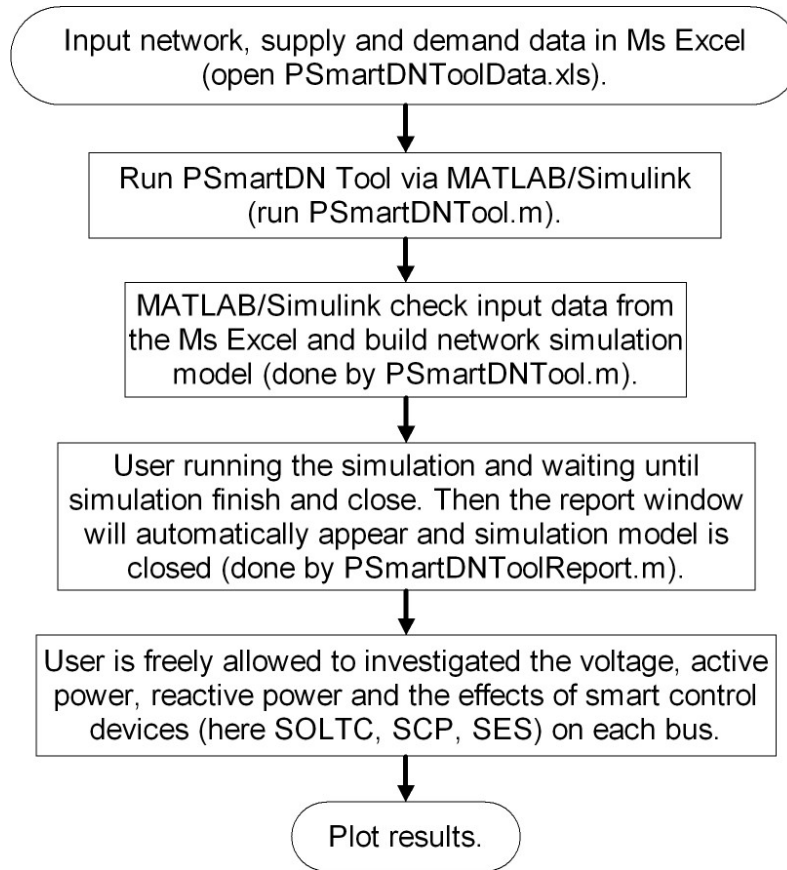 Input network, supply and demand data in Ms Excel
(open PSmartDNToolData.xls).
Run PSmartDN Tool via MATLAB/Simulink
(run PSmartDNTool.m).
MATLAB/Simulink check input data from
the Ms Excel and build network simulation
model (done by PSmartDNTool.m).
User running the simulation and waiting until
simulation finish and close. Then the report window
will automatically appear and simulation model is
closed (done by PSmartDNToolReport.m).
User is freely allowed to investigated the voltage, active
power, reactive power and the effects of smart control
devices (here SOLTC, SCP, SES) on each bus.
Plot results.